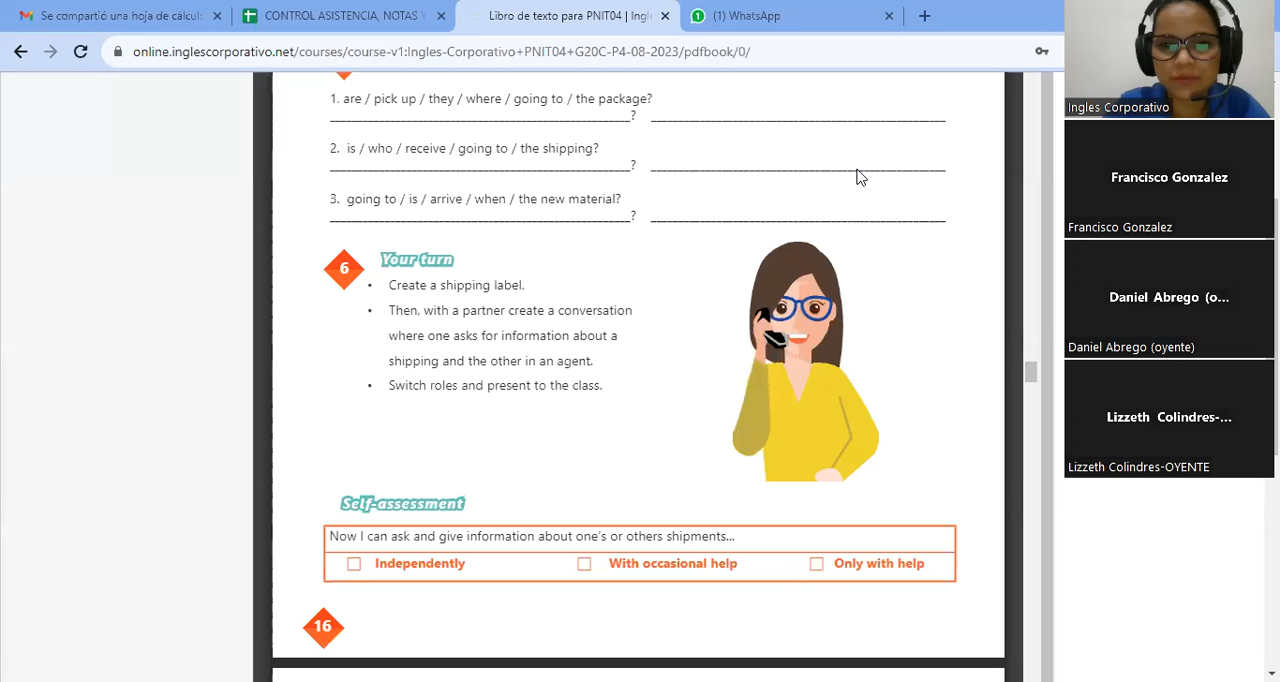 Se compartió una hoja de cálcul
CONTROL ASISTENCIA, NOTAS Y
Libro de texto para PNIT04 | Ingl
(1) WhatsApp
online.inglescorporativo.net/courses/course-v1:Ingles-Corporativo+PNIT04+G20C-P4-08-2023/pdfbook/0/
1. are / pick up / they / where / going to / the package?
?
2. is / who / receive / going to / the shipping?
?
3. going to / is / arrive / when / the new material?
?
6
Your turn
• Create a shipping label.
• Then, with a partner create a conversation
where one asks for information about a
shipping and the other in an agent.
• Switch roles and present to the class.
Self-assessment
Now I can ask and give information about one's or others shipments...
Independently
With occasional help
Only with help
16
Ingles Corporativo
Francisco Gonzalez
Francisco Gonzalez
Daniel Abrego (o...
Daniel Abrego (oyente)
Lizzeth Colindres-...
Lizzeth Colindres-OYENTE